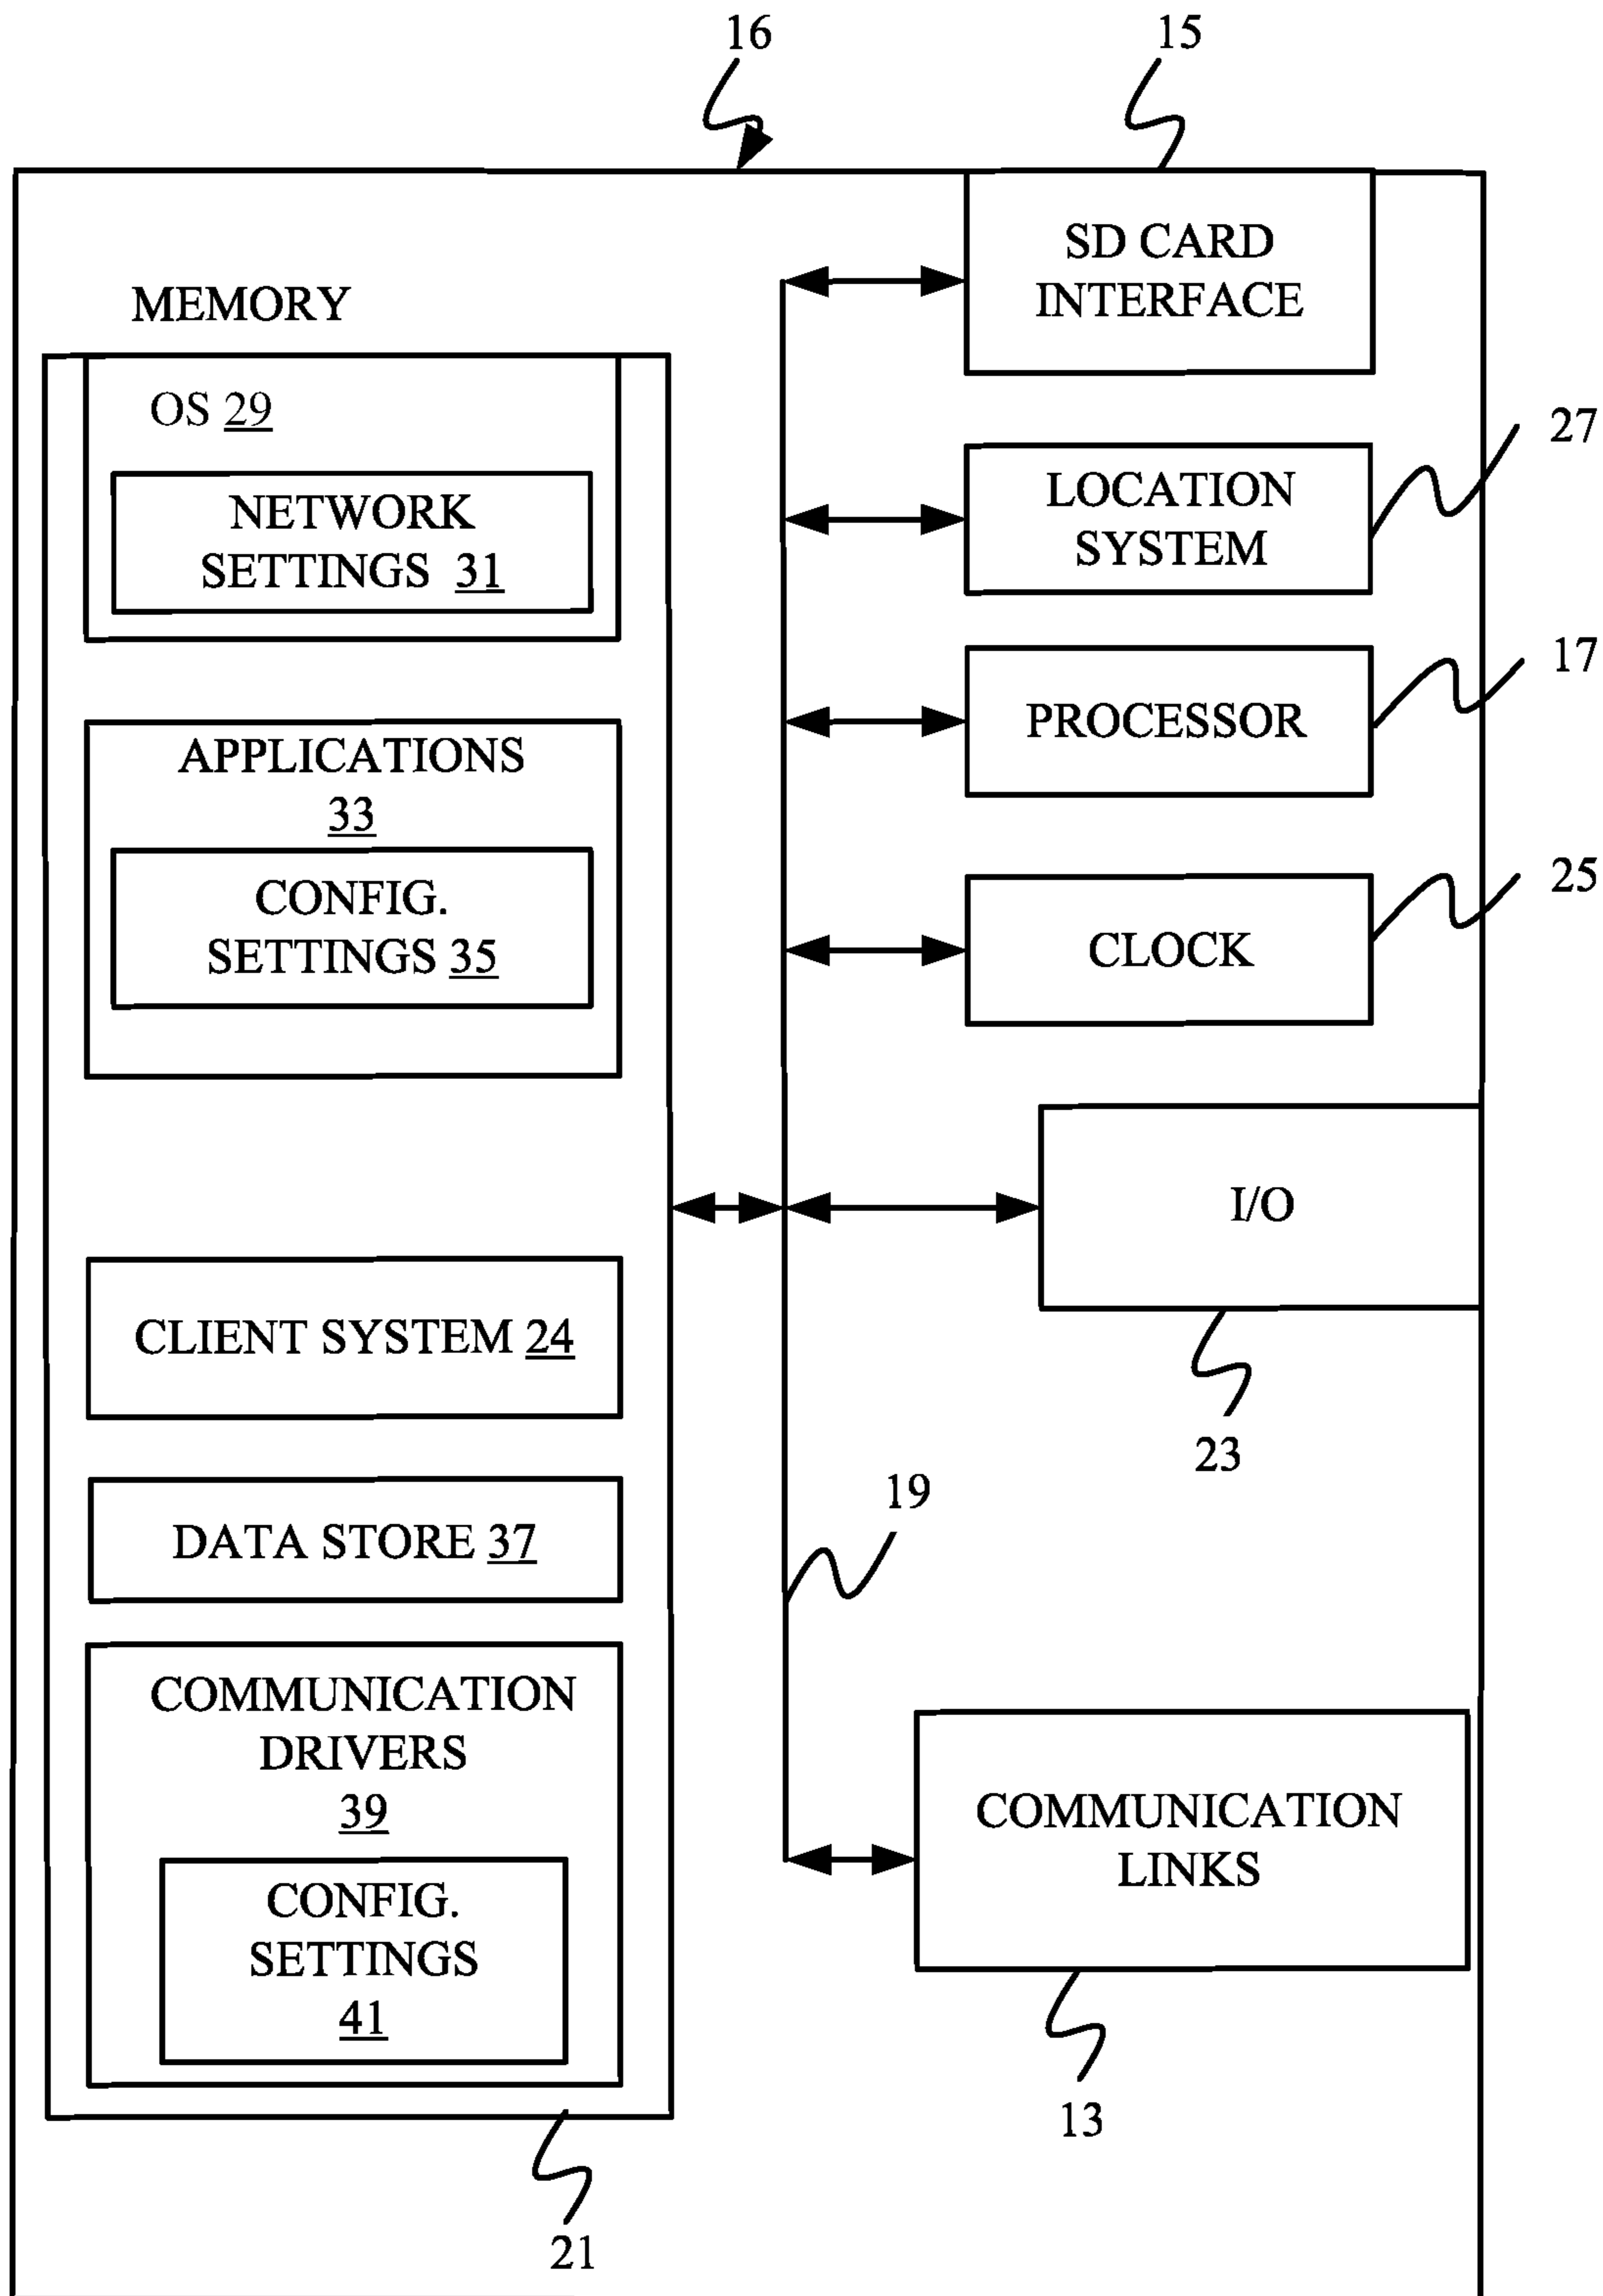 16
15
SD CARD
INTERFACE
MEMORY
OS 29
NETWORK
SETTINGS 31
27
LOCATION
SYSTEM
17
PROCESSOR
APPLICATIONS
33
CONFIG.
SETTINGS 35
25
CLOCK
I/O
23
CLIENT SYSTEM 24
19
DATA STORE 37
COMMUNICATION
DRIVERS
39
CONFIG.
SETTINGS
41
COMMUNICATION
LINKS
13
21